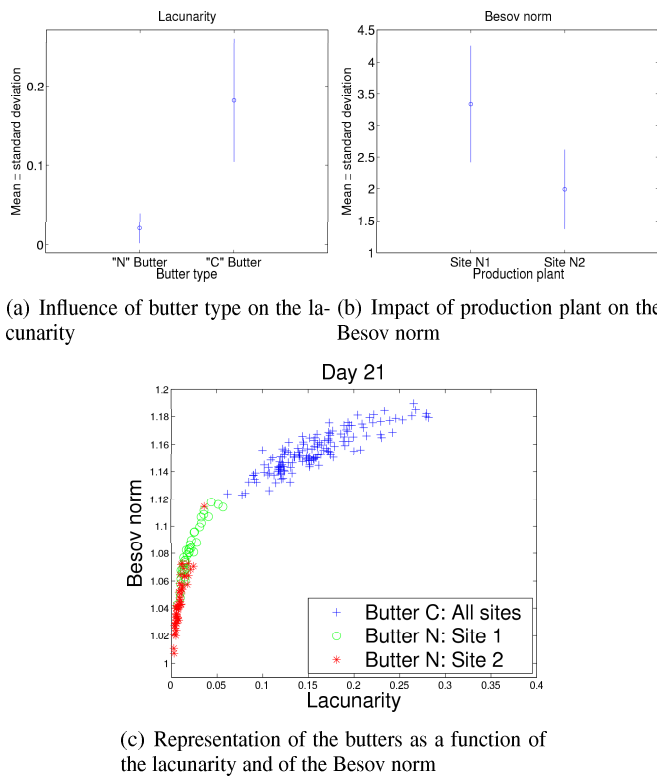 Lacunarity
Mean = standard deviation
0.2
0.1
0
"N" Butter "C" Butter
Butter type
Besov norm
Mean = standard deviation
4.5
4
3.5
3
2.5
2
1.5
1
Site N1 Site N2
Production plant
(a) Influence of butter type on the la-
cunarity
(b) Impact of production plant on the
Besov norm
Day 21
Besov norm
1.2
1.18
1.16
1.14
1.12
1.1
1.08
1.06
1.04
1.02
1
0 0.05 0.1 0.15 0.2 0.25 0.3 0.35 0.4
Lacunarity
Butter C: All sites
Butter N: Site 1
Butter N: Site 2
(c) Representation of the butters as a function of
the lacunarity and of the Besov norm